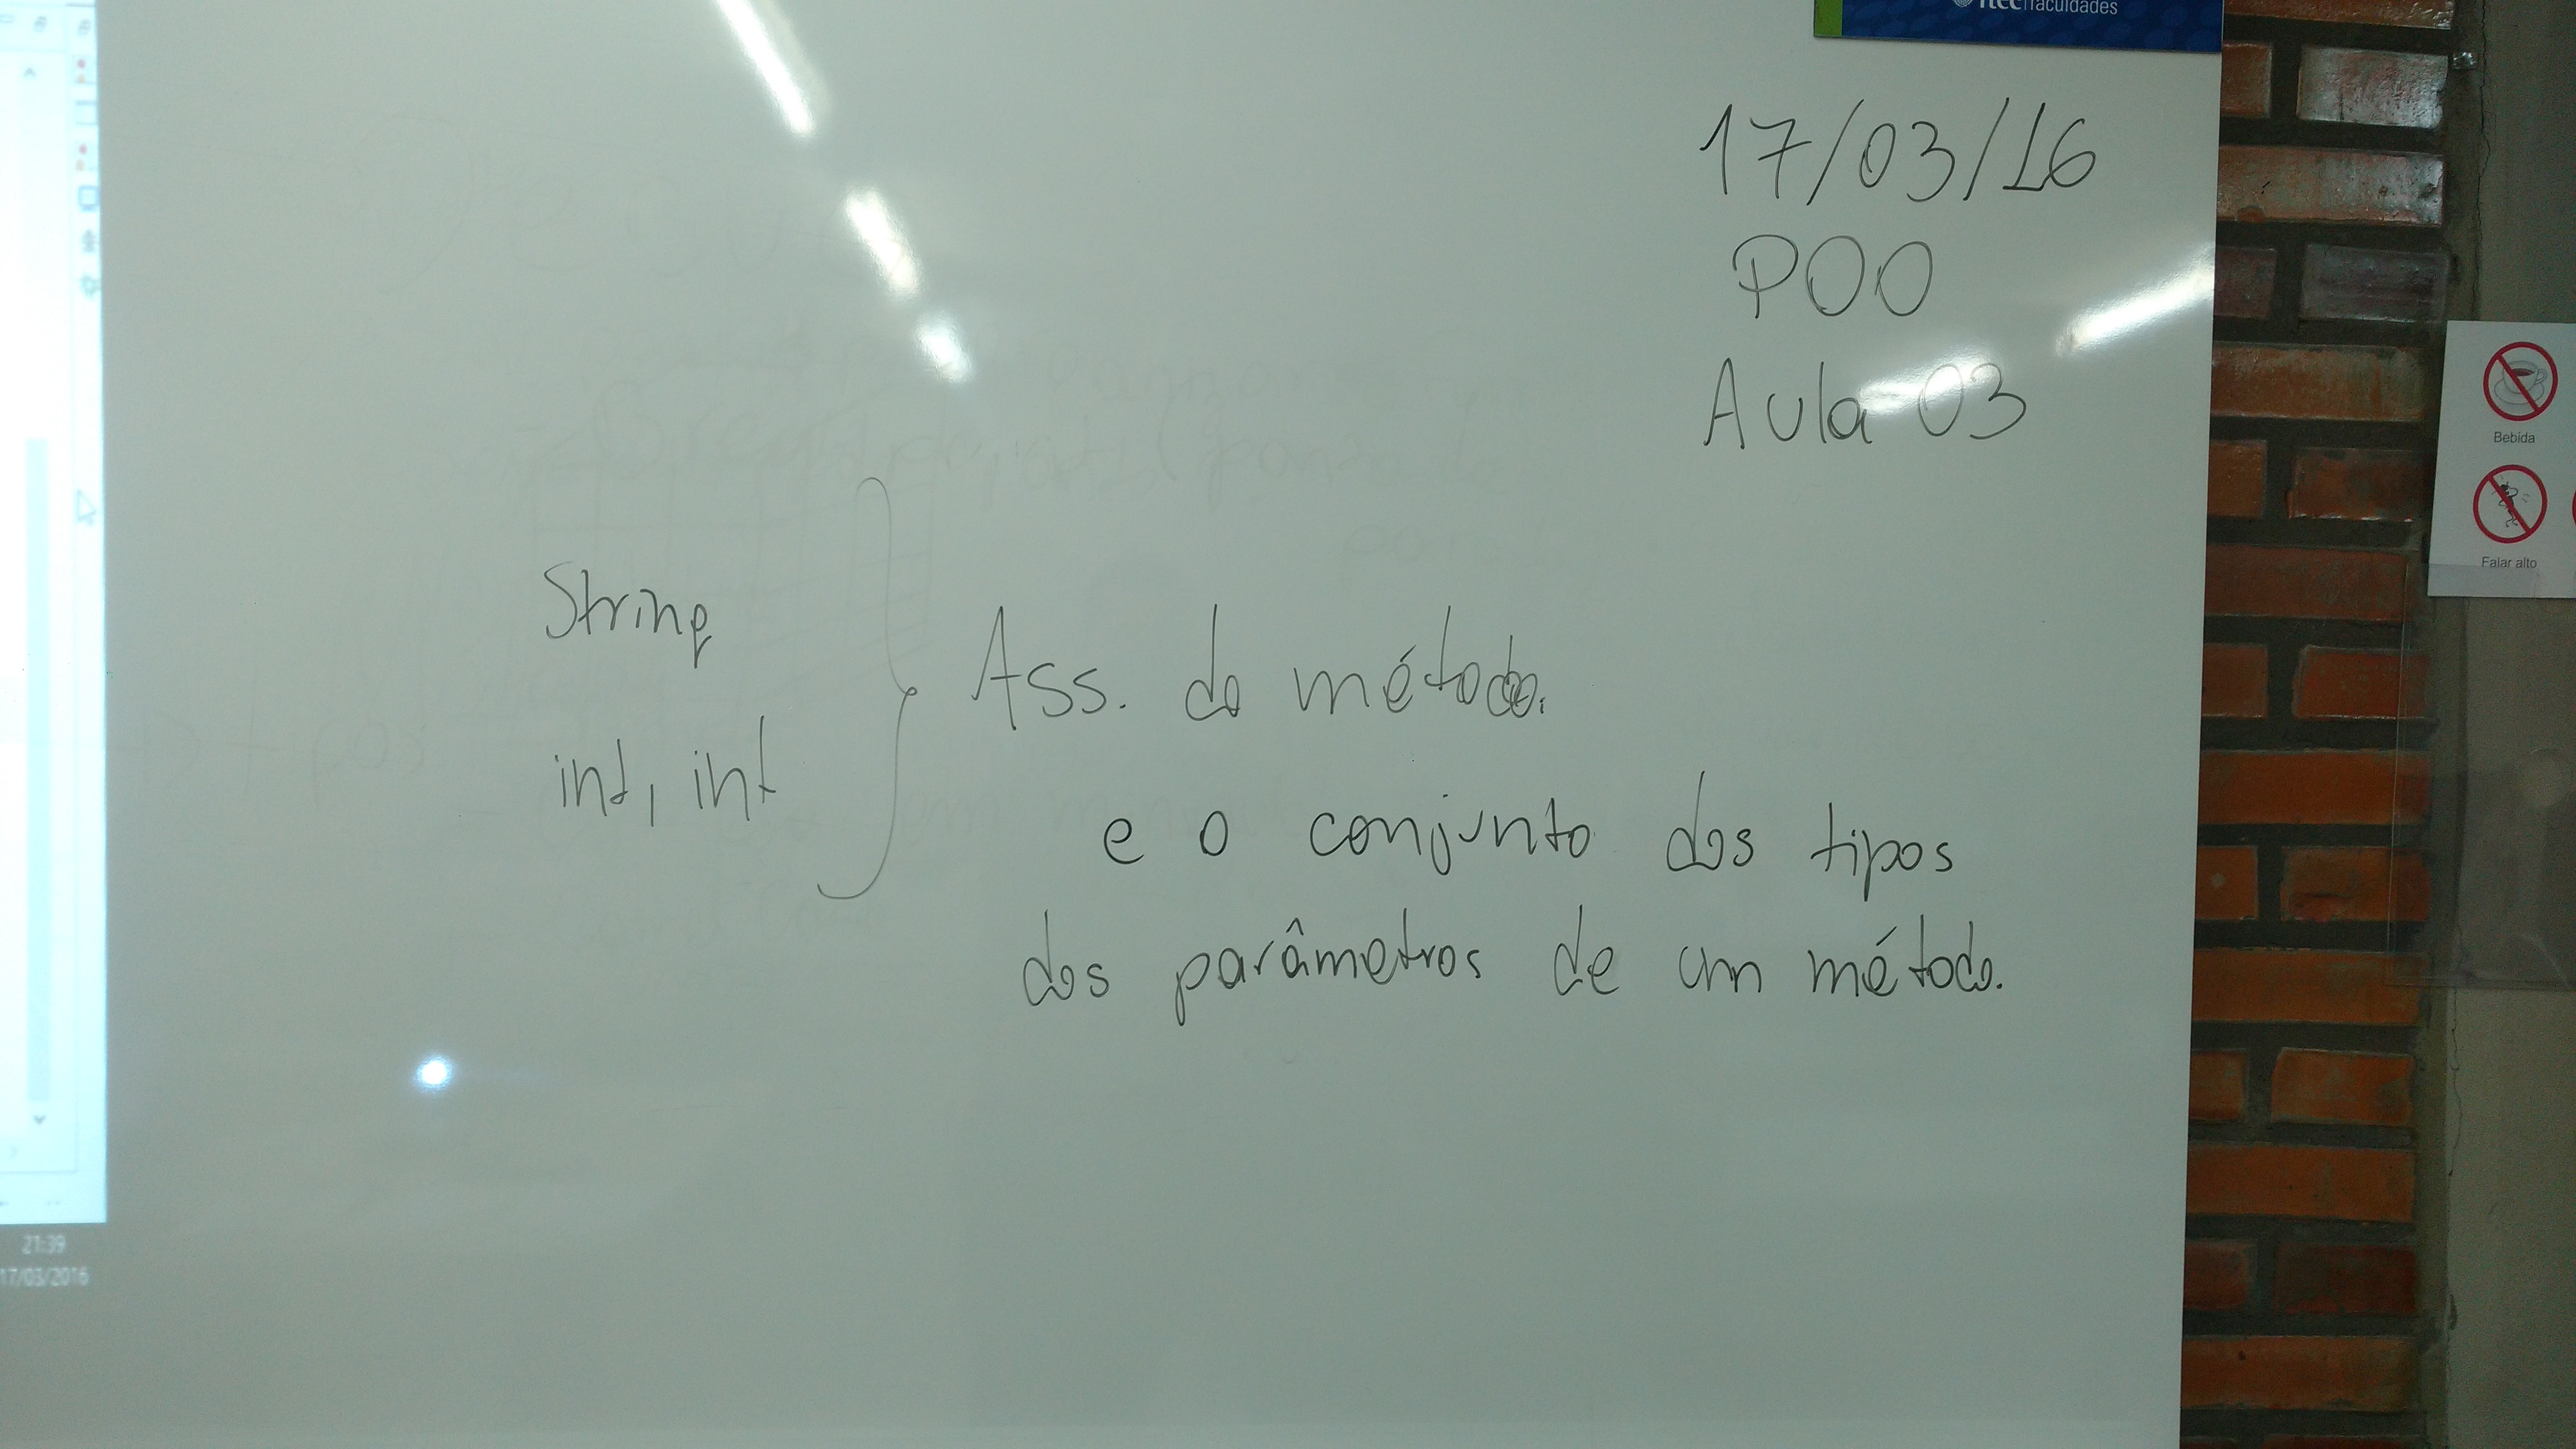 faculdades
17/03/16
POO
Aula 03
Bebida
Falar alto
String
int, int
Ass. do método.
e o conjunto dos tipos
dos parâmetros de um método.
21:39
17/03/2016